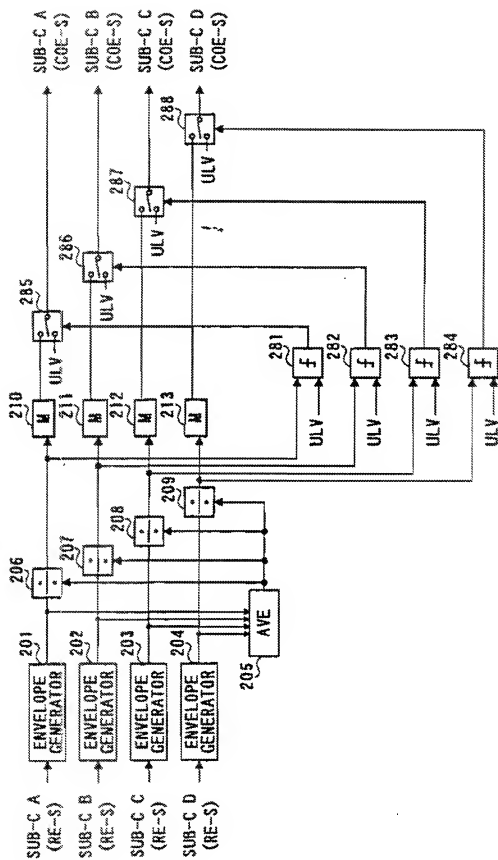 SUB-C A
(RE-S)
SUB-C B
(RE-S)
SUB-C C
(RE-S)
SUB-C D
(RE-S)
201
ENVELOPE
GENERATOR
202
ENVELOPE
GENERATOR
203
ENVELOPE
GENERATOR
204
ENVELOPE
GENERATOR
AVE
205
206
207
208
209
210
M
211
M
212
M
213
M
281
ULV
282
ULV
283
ULV
284
ULV
285
ULV
286
ULV
287
ULV
288
ULV
SUB-C A
(COE-S)
SUB-C B
(COE-S)
SUB-C C
(COE-S)
SUB-C D
(COE-S)